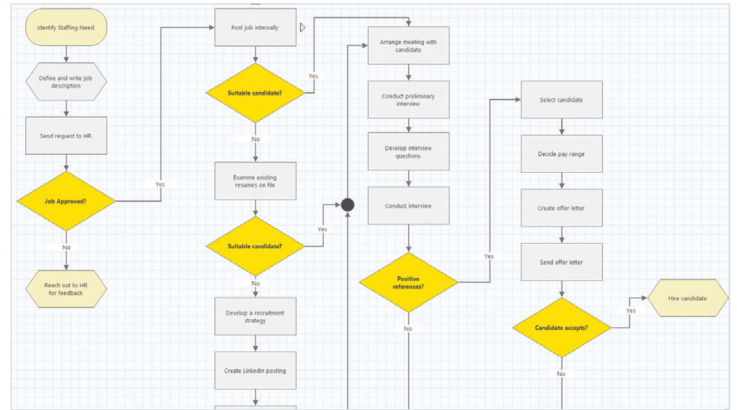 Identify Staffing Need
Define and write job
description
Send request to HR
Job Approved?
Yes
No
Reach out to HR
for feedback
Post job internally
Suitable candidate?
Yes
No
Examine existing
resumes on file
Suitable candidate?
Yes
No
Develop a recruitment
strategy
Create Linkedin posting
Arrange meeting with
candidate
Conduct preliminary
interview
Develop interview
questions
Conduct interview
Positive
references?
Yes
No
Select candidate
Decide pay range
Create offer letter
Send offer letter
Candidate accepts?
Yes
No
Hire candidate